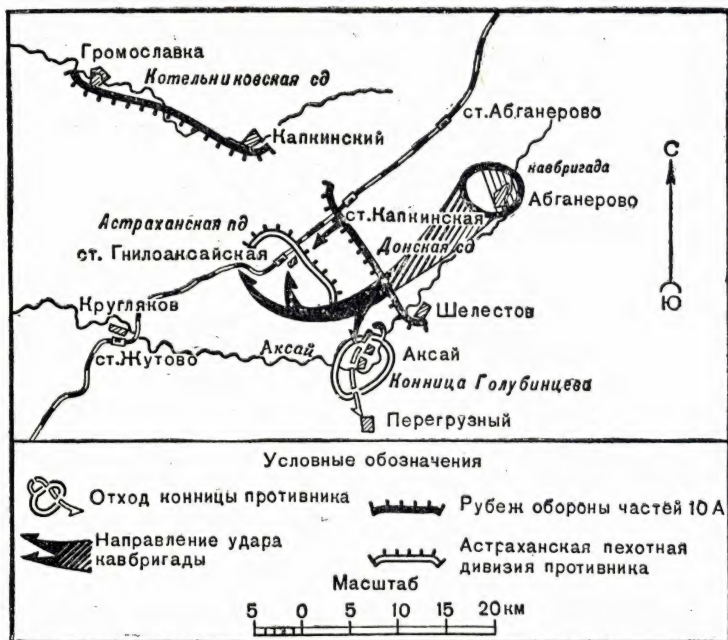 Громославка
Котельниковская сд
Капкинский
ст. Абганерово
кавбригада
Абганерово
С
Ю
Астраханская пд
ст. Капкинская
Донская сд
ст. Гнилоаксайская
Кругляков
Шелестов
ст. Жутово
Аксай
Аксай
Конница Голубинцева
Перегрузный
Условные обозначения
Отход конницы противника
Рубеж обороны частей 10 А
Направление удара
кавбригады
Астраханская пехотная
дивизия противника
Масштаб
5 0 5 10 15 20 км